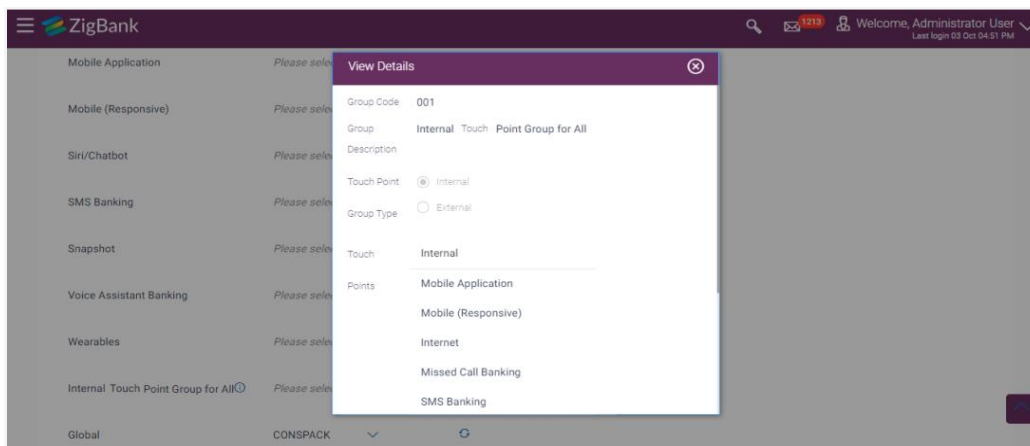 ZigBank
1213
Welcome, Administrator User
Last login 03 Oct 04:51 PM
Mobile Application
Please sele
Mobile (Responsive)
Please sele
Siri/Chatbot
Please sele
SMS Banking
Please sele
Snapshot
Please sele
Voice Assistant Banking
Please sele
Wearables
Please sele
Internal Touch Point Group for All
Please sele
Global
CONSPACK
View Details
Group Code
001
Group Description
Internal Touch Point Group for All
Touch Point Group Type
Internal
External
Touch Points
Internal
Mobile Application
Mobile (Responsive)
Internet
Missed Call Banking
SMS Banking